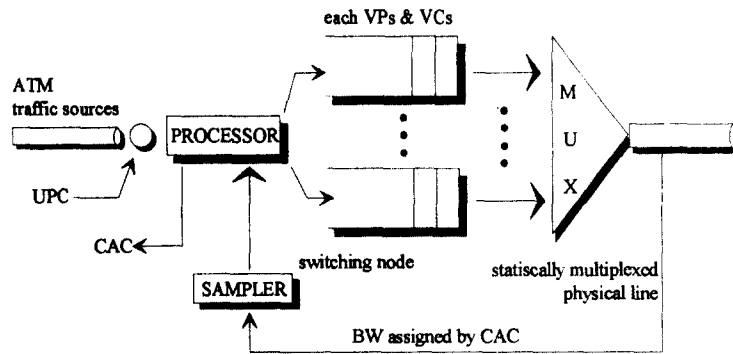 each VPs & VCs
ATM
traffic sources
PROCESSOR
M
U
X
UPC
CAC
switching node
statiscally multiplexed
physical line
SAMPLER
BW assigned by CAC